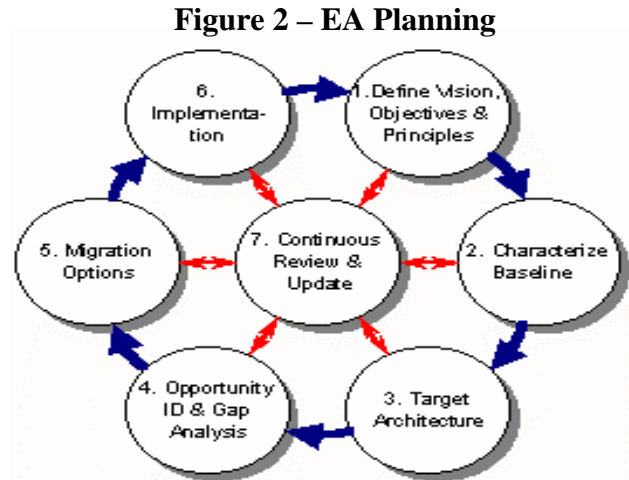 Figure 2 – EA Planning
6.
Implementa-
tion
1.Define Vision,
Objectives &
Principles
5. Migration
Options
7. Continuous
Review &
Update
2. Characterize
Baseline
4. Opportunity
ID & Gap
Analysis
3. Target
Architecture